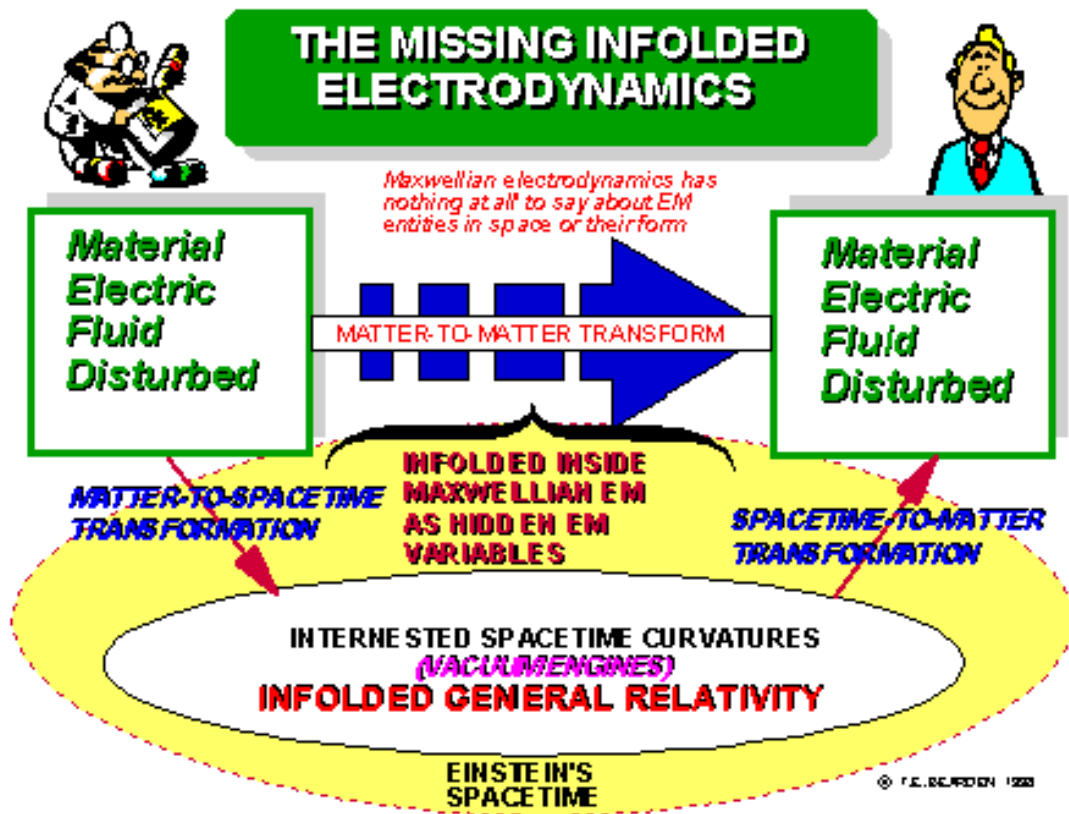 THE MISSING INFOLDED
ELECTRODYNAMICS
Maxwellian electrodynamics has
nothing at all to say about EM
entities in space or their form
Material
Electric
Fluid
Disturbed
MATTER-TO-MATTER TRANSFORM
Material
Electric
Fluid
Disturbed
INFOLDED INSIDE
MAXWELLIAN EM
AS HIDDEN EM
VARIABLES
MATTER-TO-SPACETIME
TRANSFORMATION
SPACETIME-TO-MATTER
TRANSFORMATION
INTERNESTED SPACETIME CURVATURES
(VACUUM ENGINES)
INFOLDED GENERAL RELATIVITY
EINSTEIN'S
SPACETIME
© T.E. BEARDEN